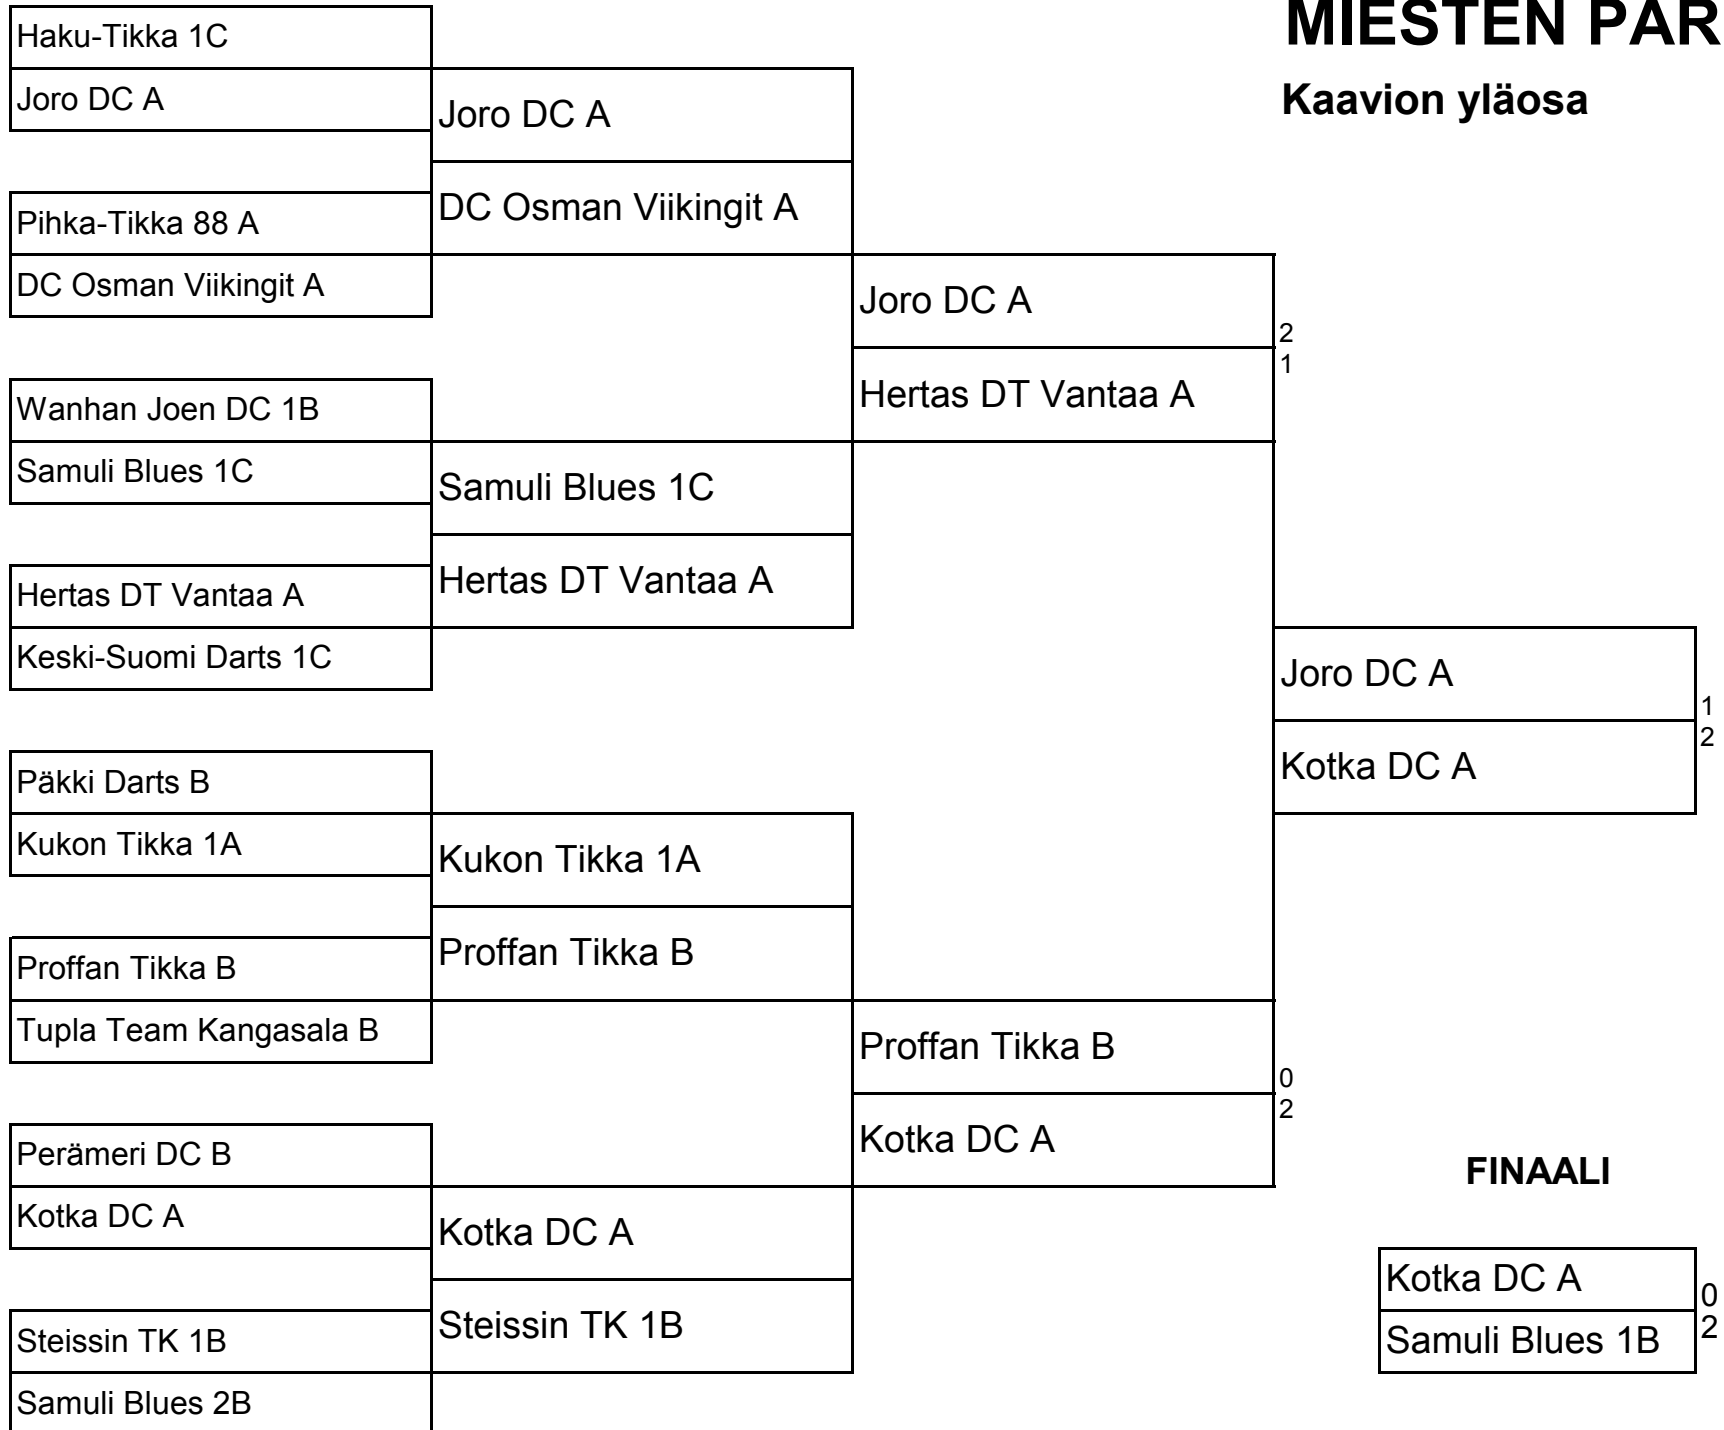 MIESTEN PAR
Kaavion yläosa
Haku-Tikka 1C
Joro DC A
Pihka-Tikka 88 A
DC Osman Viikingit A
Wanhan Joen DC 1B
Samuli Blues 1C
Hertas DT Vantaa A
Keski-Suomi Darts 1C
Päkki Darts B
Kukon Tikka 1A
Proffan Tikka B
Tupla Team Kangasala B
Perämeri DC B
Kotka DC A
Steissin TK 1B
Samuli Blues 2B
Joro DC A
DC Osman Viikingit A
Samuli Blues 1C
Hertas DT Vantaa A
Kukon Tikka 1A
Proffan Tikka B
Kotka DC A
Steissin TK 1B
Joro DC A 2
Hertas DT Vantaa A 1
Proffan Tikka B 0
Kotka DC A 2
Joro DC A 1
Kotka DC A 2
FINAALI
Kotka DC A 0
Samuli Blues 1B 2